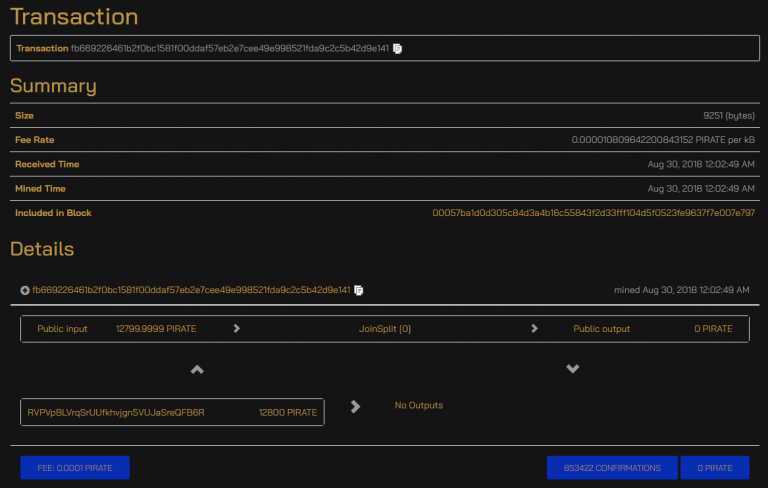 Transaction
Transaction fb669226461b2f0bc1581f00ddaf57eb2e7cee49e998521fda9c2c5b42d9e141
Summary
Size 9251 (bytes)
Fee Rate 0.000010809642200843152 PIRATE per kB
Received Time Aug 30, 2018 12:02:49 AM
Mined Time Aug 30, 2018 12:02:49 AM
Included in Block 00057ba1d0d305c84d3a4b16c55843f2d33fff104d5f0523fe9637f7e007e797
Details
fb669226461b2f0bc1581f00ddaf57eb2e7cee49e998521fda9c2c5b42d9e141 mined Aug 30, 2018 12:02:49 AM
Public input 12799.9999 PIRATE JoinSplit [0] Public output 0 PIRATE
RVPVpBLVrqSrUUfkhvjgn5VUJaSreQFB6R 12800 PIRATE No Outputs
FEE: 0.0001 PIRATE 853422 CONFIRMATIONS 0 PIRATE